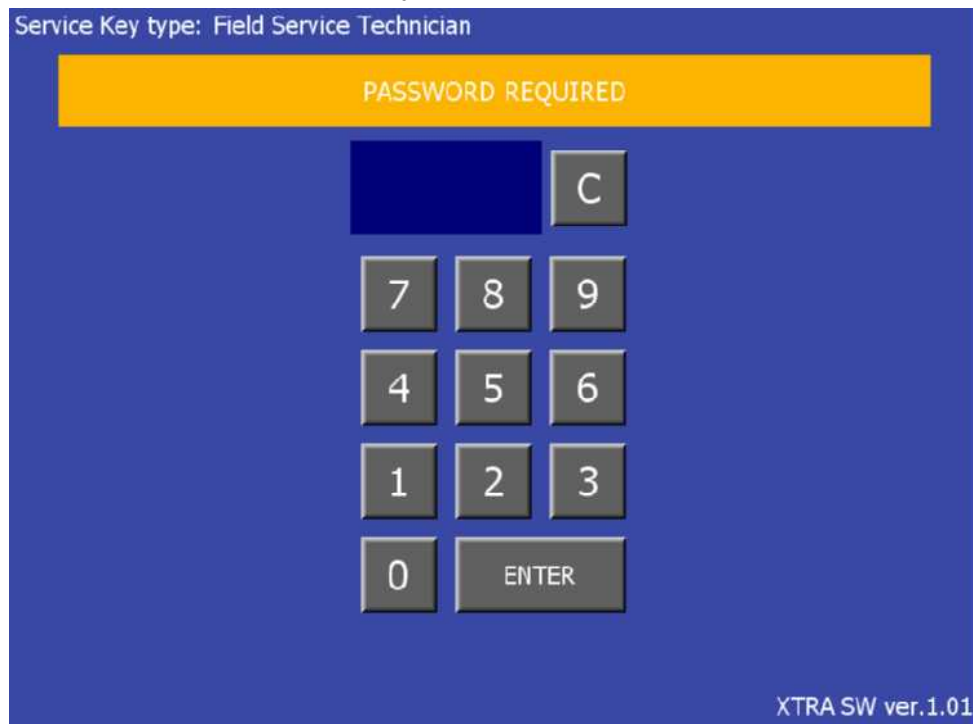 Service Key type: Field Service Technician
PASSWORD REQUIRED
C
7 8 9
4 5 6
1 2 3
0 ENTER
XTRA SW ver.1.01